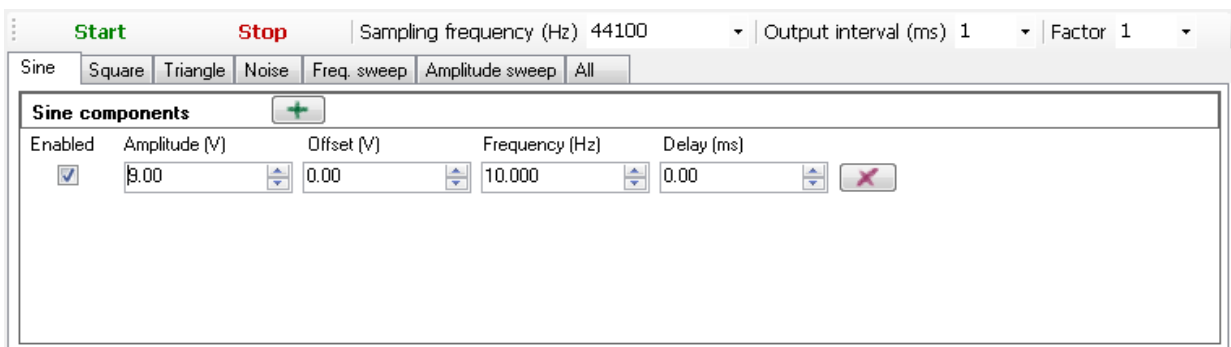 Start Stop Sampling frequency (Hz) 44100 Output interval (ms) 1 Factor 1
Sine Square Triangle Noise Freq. sweep Amplitude sweep All
Sine components
Enabled Amplitude (V) Offset (V) Frequency (Hz) Delay (ms)
9.00 0.00 10.000 0.00